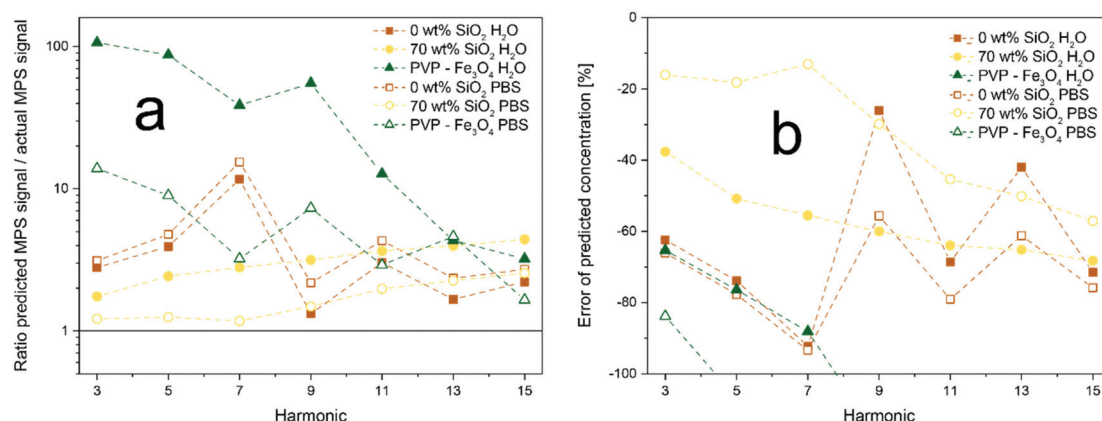 Ratio predicted MPS signal / actual MPS signal
100
10
1
a
0 wt% SiO₂ H₂O
70 wt% SiO₂ H₂O
PVP - Fe₃O₄ H₂O
0 wt% SiO₂ PBS
70 wt% SiO₂ PBS
PVP - Fe₃O₄ PBS
3 5 7 9 11 13 15
Harmonic
Error of predicted concentration [%]
0
-20
-40
-60
-80
-100
b
0 wt% SiO₂ H₂O
70 wt% SiO₂ H₂O
PVP - Fe₃O₄ H₂O
0 wt% SiO₂ PBS
70 wt% SiO₂ PBS
PVP - Fe₃O₄ PBS
3 5 7 9 11 13 15
Harmonic